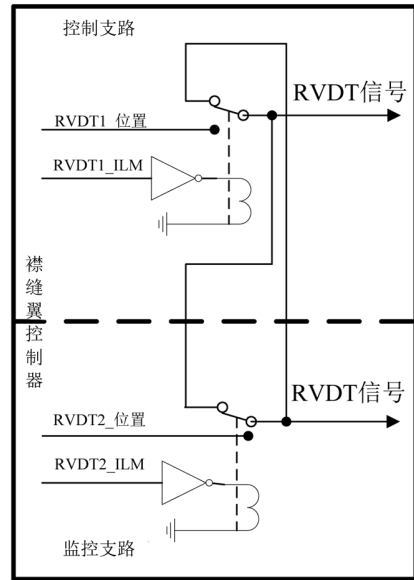 控制支路
RVDT信号
RVDT1_位置
RVDT1_ILM
襟缝翼控制器
RVDT信号
RVDT2_位置
RVDT2_ILM
监控支路